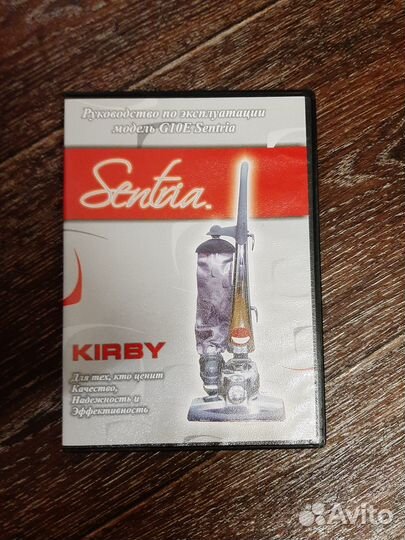 Руководство по эксплуатации
модель G10E Sentria
Sentria.
KIRBY
Для тех, кто ценит
Качество,
Надежность и
Эффективность
Avito